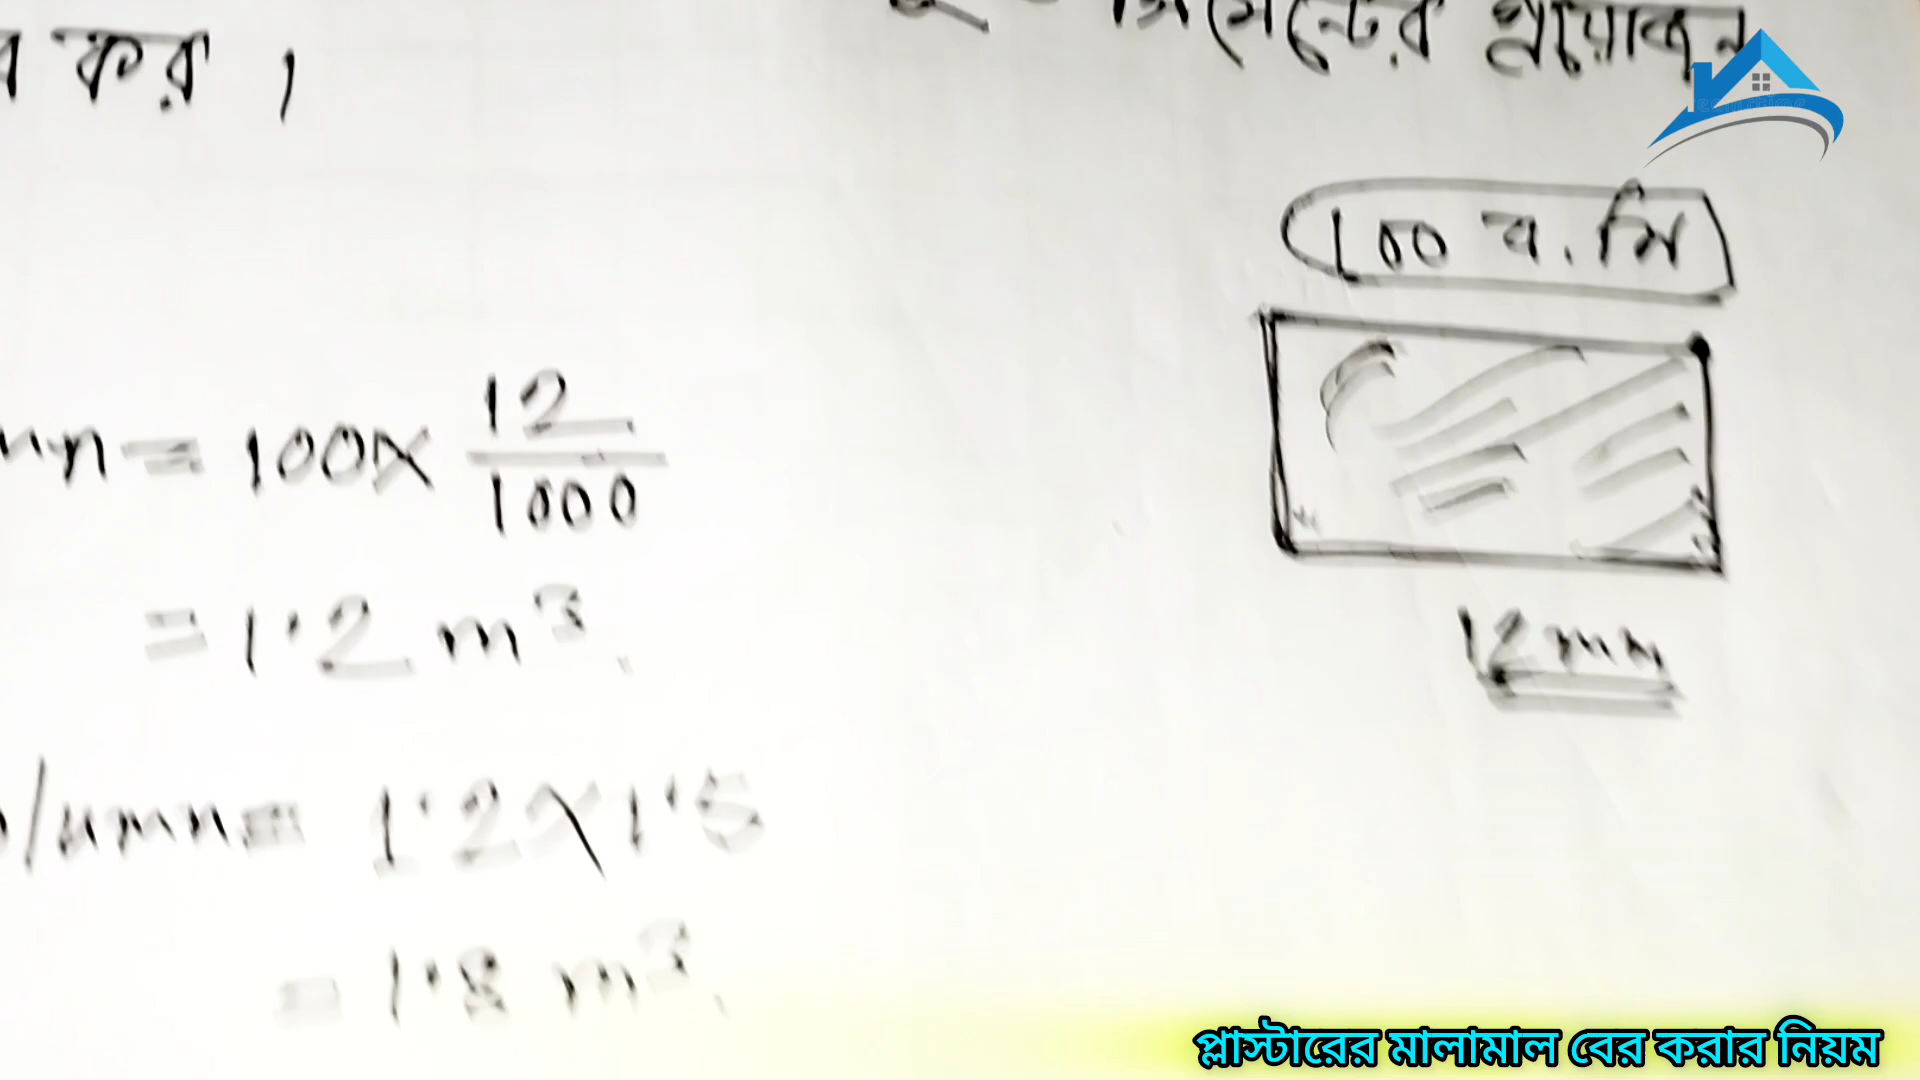 সিমেন্টের প্রয়োজন
কর ।
100 ব. মি
= 100 × 12/1000
= 1.2 m³.
12 mm
= 1.2 × 1.5
= 1.8 m³.
প্লাস্টারের মালামাল বের করার নিয়ম